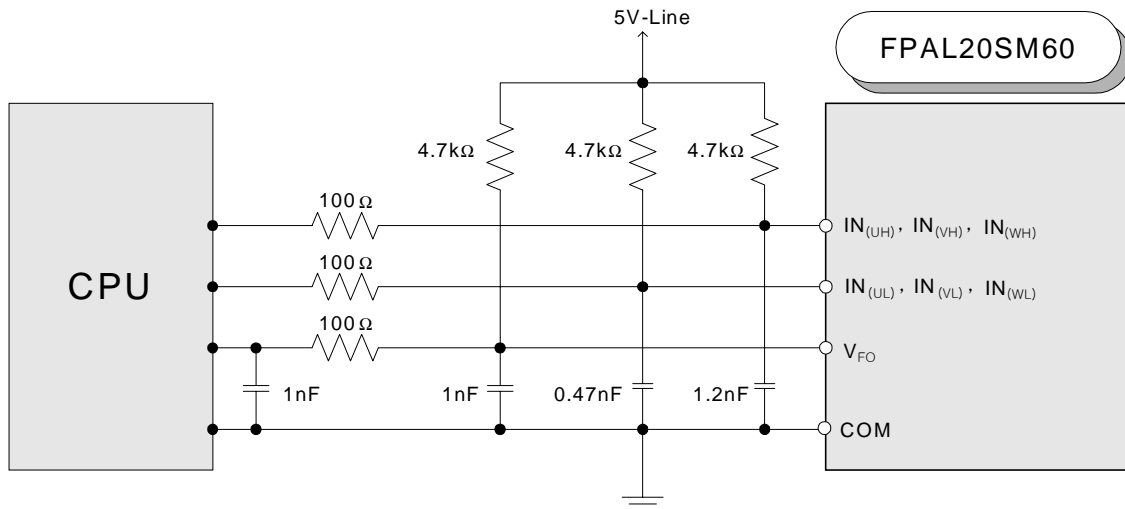 5V-Line
FPAL20SM60
4.7kΩ 4.7kΩ 4.7kΩ
100Ω
IN(UH), IN(VH), IN(WH)
CPU
100Ω
IN(UL), IN(VL), IN(WL)
100Ω
VFO
1nF 1nF 0.47nF 1.2nF
COM